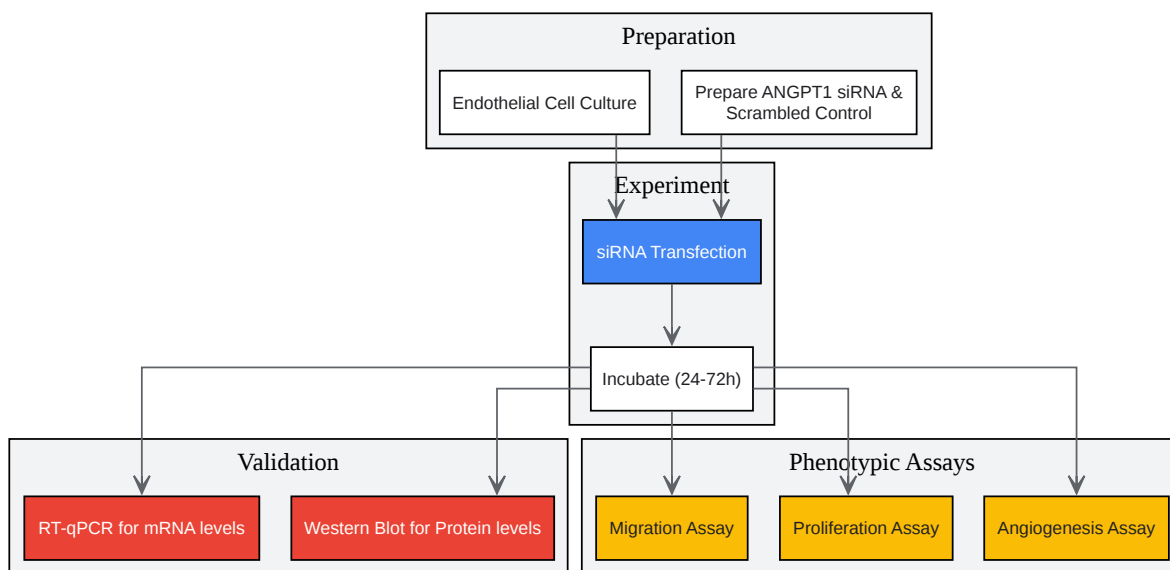 Preparation
Endothelial Cell Culture
Prepare ANGPT1 siRNA &
Scrambled Control
Experiment
siRNA Transfection
Incubate (24-72h)
Validation
RT-qPCR for mRNA levels
Western Blot for Protein levels
Phenotypic Assays
Migration Assay
Proliferation Assay
Angiogenesis Assay